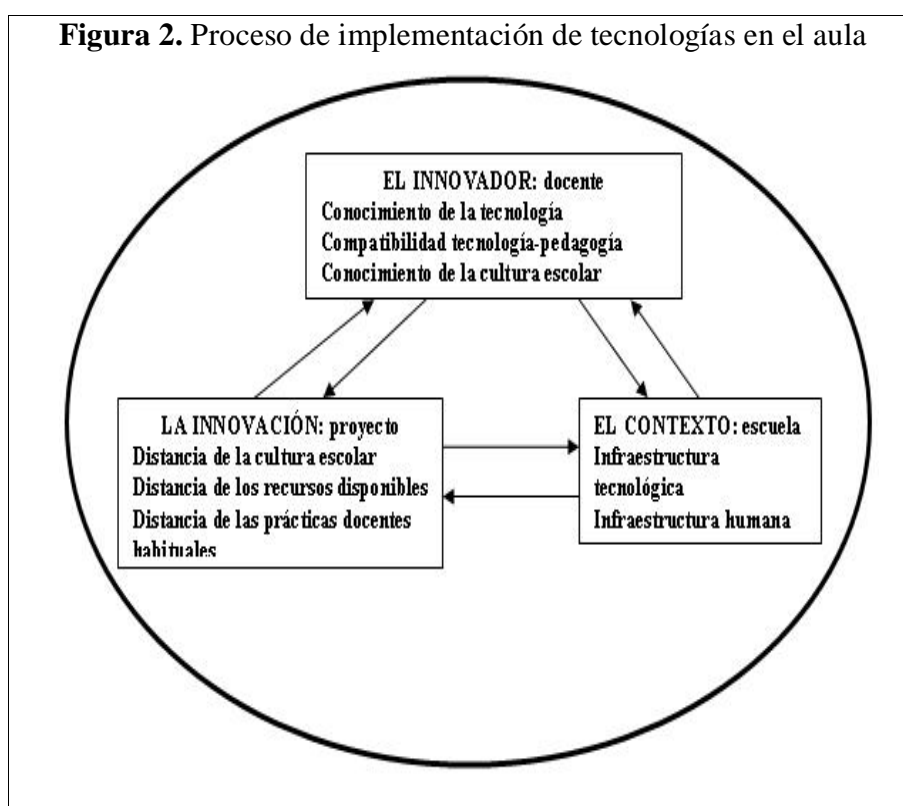 Figura 2. Proceso de implementación de tecnologías en el aula
EL INNOVADOR: docente
Conocimiento de la tecnología
Compatibilidad tecnología-pedagogía
Conocimiento de la cultura escolar
LA INNOVACIÓN: proyecto
Distancia de la cultura escolar
Distancia de los recursos disponibles
Distancia de las prácticas docentes
habituales
EL CONTEXTO: escuela
Infraestructura
tecnológica
Infraestructura humana